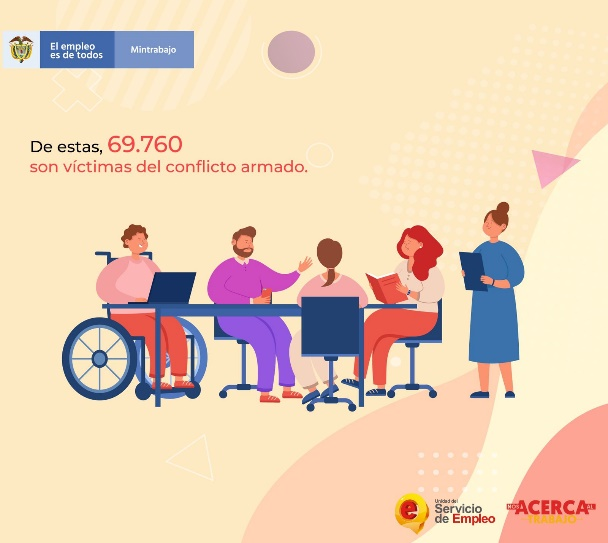 El empleo
es de todos
Mintrabajo
De estas, 69.760
son víctimas del conflicto armado.
Unidad del
Servicio
de Empleo
ACERCA
TRABAJO